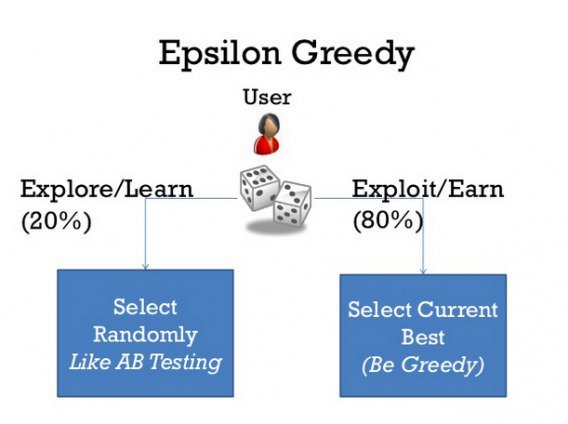 Epsilon Greedy
User
Explore/Learn
(20%)
Exploit/Earn
(80%)
Select
Randomly
Like AB Testing
Select Current
Best
(Be Greedy)